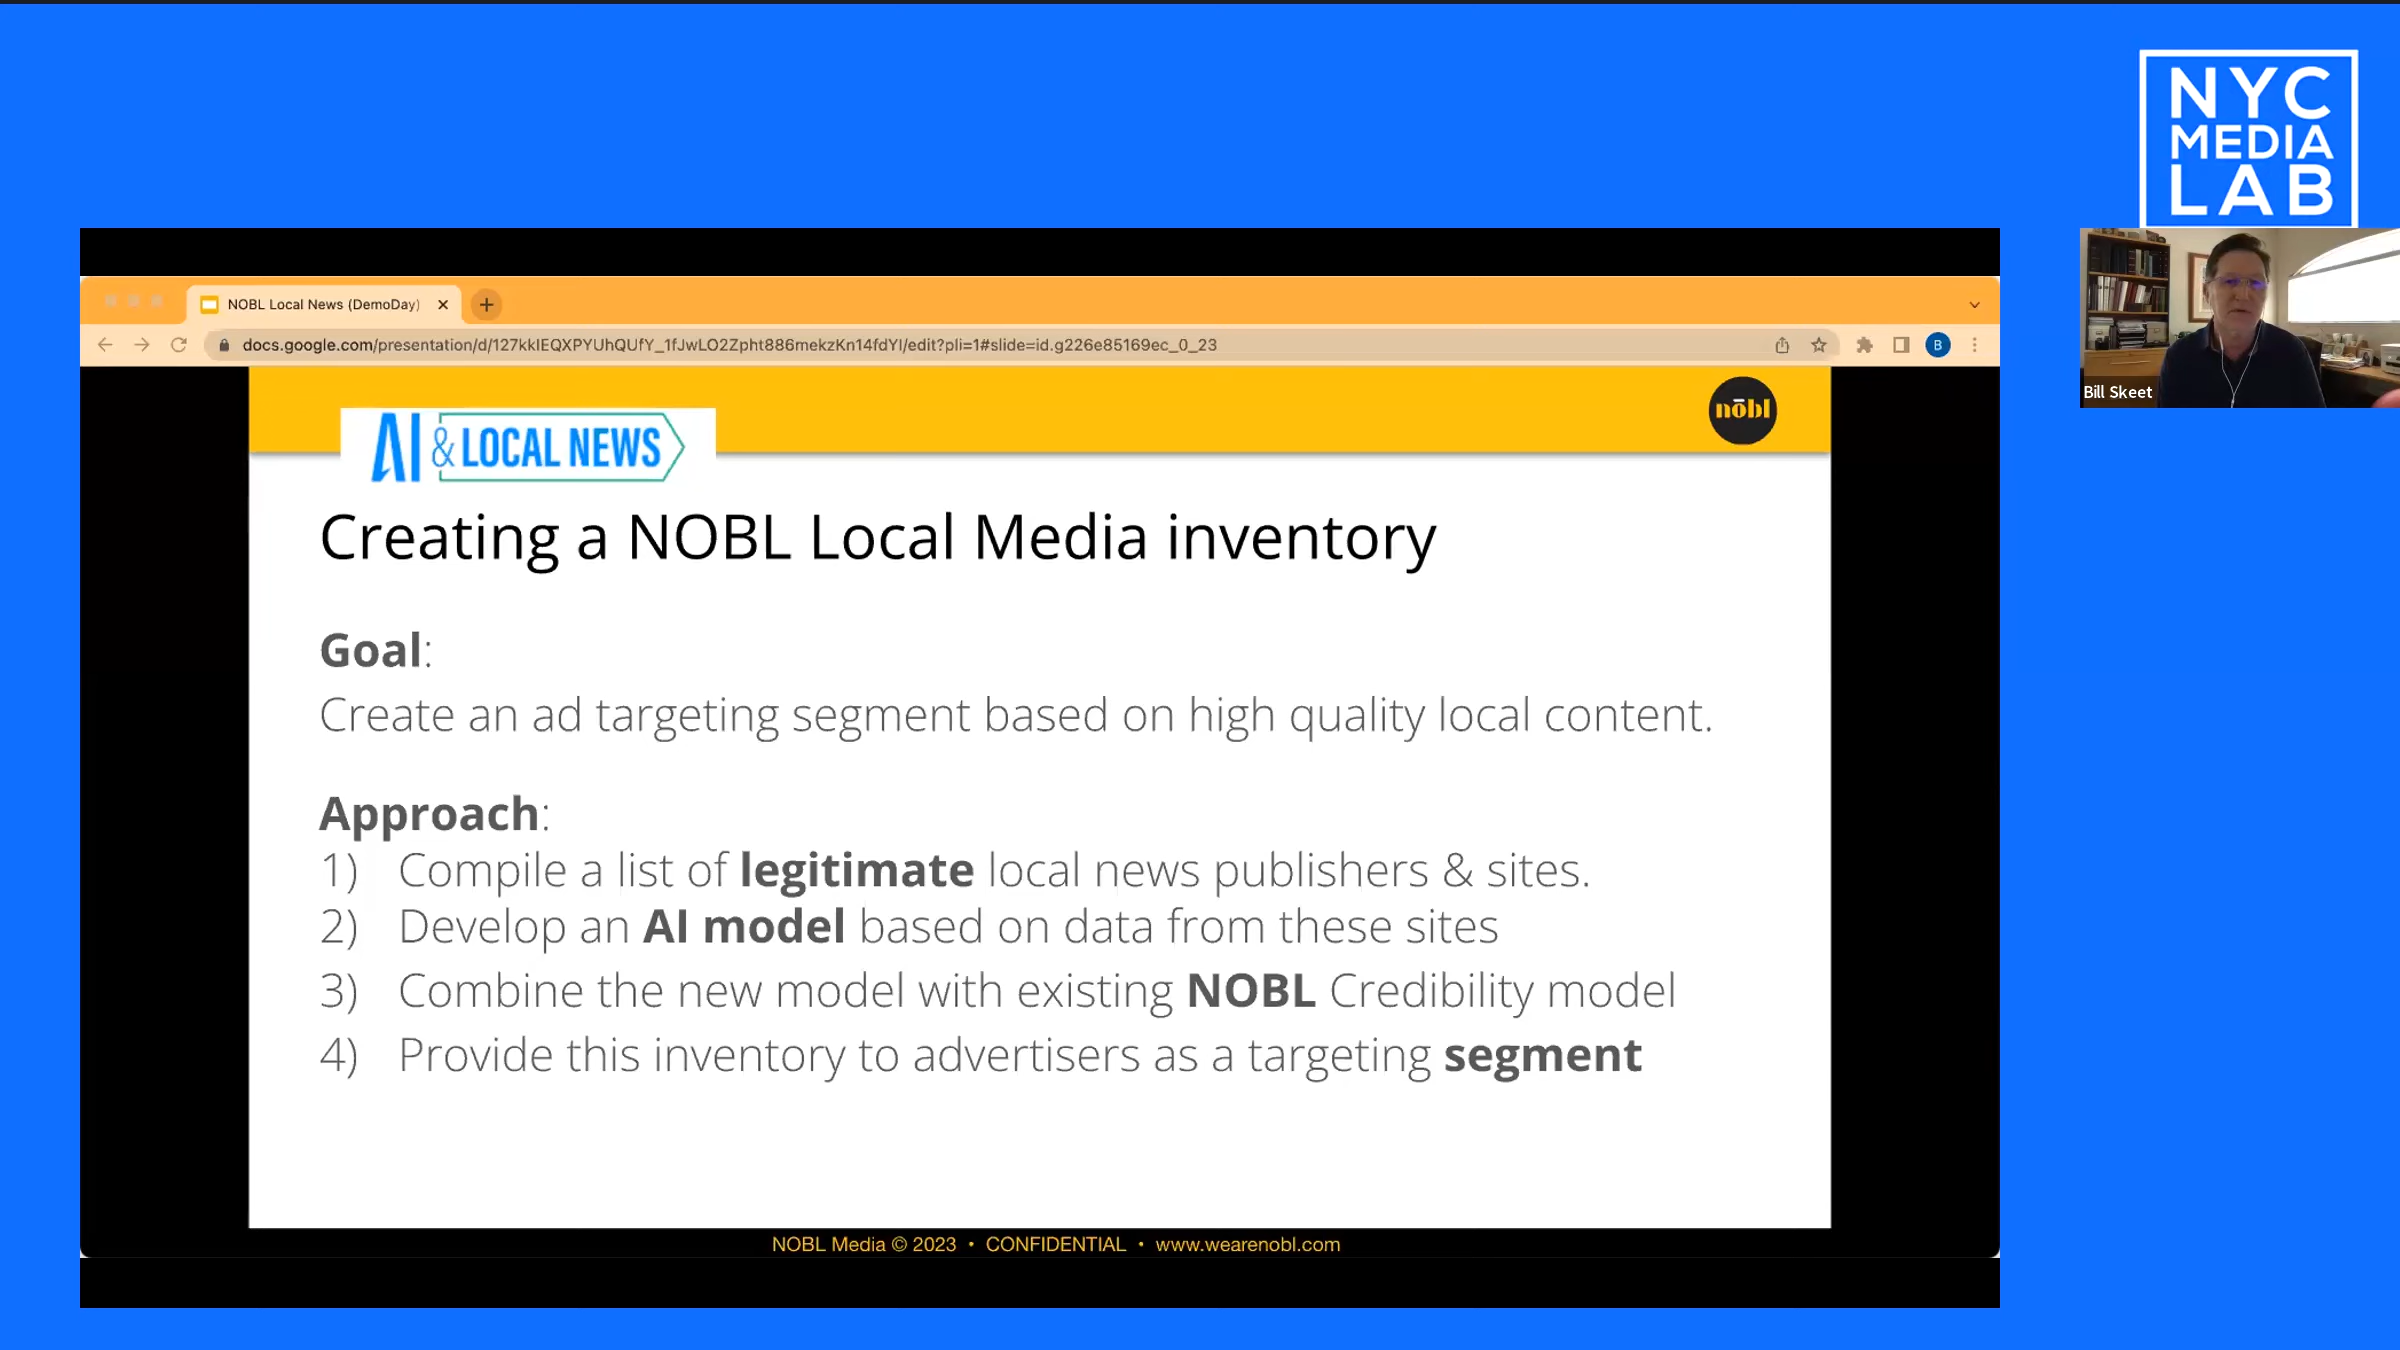 NYC
MEDIA
LAB
NOBL Local News (DemoDay)
docs.google.com/presentation/d/127kkIEQXPYUhQUfY_1fJwLO2Zpht886mekzKn14fdYI/edit?pli=1#slide=id.g226e85169ec_0_23
B
Bill Skeet
AI & LOCAL NEWS
nōbl
Creating a NOBL Local Media inventory
Goal:
Create an ad targeting segment based on high quality local content.
Approach:
1) Compile a list of legitimate local news publishers & sites.
2) Develop an AI model based on data from these sites
3) Combine the new model with existing NOBL Credibility model
4) Provide this inventory to advertisers as a targeting segment
NOBL Media © 2023 • CONFIDENTIAL • www.wearenobl.com